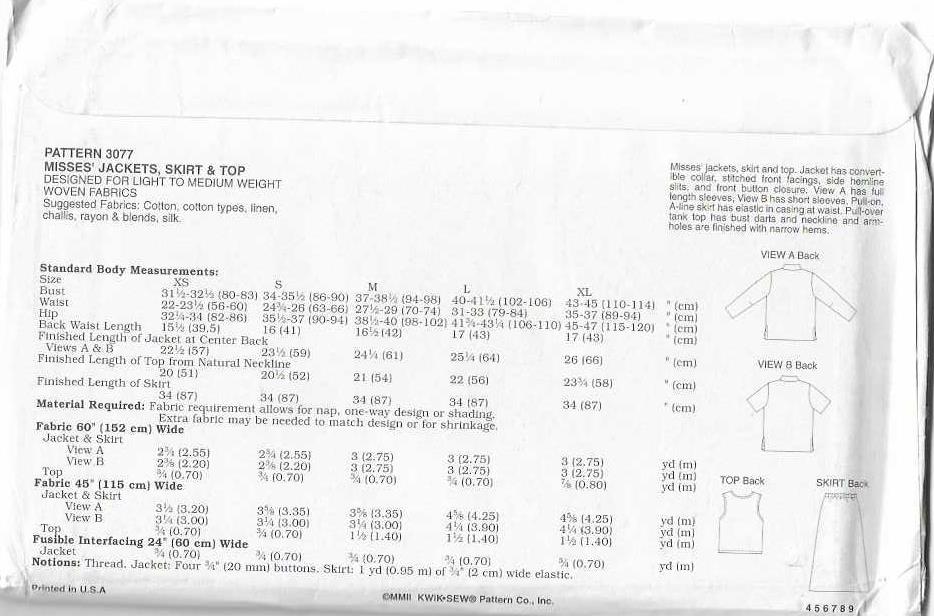 PATTERN 3077
MISSES' JACKETS, SKIRT & TOP
DESIGNED FOR LIGHT TO MEDIUM WEIGHT
WOVEN FABRICS
Suggested Fabrics: Cotton, cotton types, linen,
challis, rayon & blends, silk.
Misses' jackets, skirt and top. Jacket has convert-
ible collar, stitched front facings, side hemline
slits, and front button closure. View A has full
length sleeves, View B has short sleeves. Pull-on,
A-line skirt has elastic in casing at waist. Pull-over
tank top has bust darts and neckline and arm-
holes are finished with narrow hems.
VIEW A Back
Standard Body Measurements:
Size XS S M L XL
Bust 31½-32½ (80-83) 34-35½ (86-90) 37-38½ (94-98) 40-41½ (102-106) 43-45 (110-114) " (cm)
Waist 22-23½ (56-60) 24¾-26 (63-66) 27½-29 (70-74) 31-33 (79-84) 35-37 (89-94) " (cm)
Hip 32¼-34 (82-86) 35½-37 (90-94) 38½-40 (98-102) 41¾-43¼ (106-110) 45-47 (115-120) " (cm)
Back Waist Length 15½ (39.5) 16 (41) 16½ (42) 17 (43) 17 (43) " (cm)
Finished Length of Jacket at Center Back
Views A & B 22½ (57) 23½ (59) 24¼ (61) 25¼ (64) 26 (66) " (cm)
Finished Length of Top from Natural Neckline
20 (51) 20½ (52) 21 (54) 22 (56) 23¾ (58) " (cm)
Finished Length of Skirt
34 (87) 34 (87) 34 (87) 34 (87) 34 (87) " (cm)
VIEW B Back
Material Required: Fabric requirement allows for nap, one-way design or shading.
Extra fabric may be needed to match design or for shrinkage.
Fabric 60" (152 cm) Wide
Jacket & Skirt
View A 2¾ (2.55) 2¾ (2.55) 3 (2.75) 3 (2.75) 3 (2.75) yd (m)
View B 2⅜ (2.20) 2⅜ (2.20) 3 (2.75) 3 (2.75) 3 (2.75) yd (m)
Top ¾ (0.70) ¾ (0.70) ¾ (0.70) ¾ (0.70) ⅞ (0.80) yd (m)
TOP Back
SKIRT Back
Fabric 45" (115 cm) Wide
Jacket & Skirt
View A 3½ (3.20) 3⅝ (3.35) 3⅝ (3.35) 4⅝ (4.25) 4⅝ (4.25) yd (m)
View B 3¼ (3.00) 3¼ (3.00) 3¼ (3.00) 4¼ (3.90) 4¼ (3.90) yd (m)
Top ¾ (0.70) ¾ (0.70) 1½ (1.40) 1½ (1.40) 1½ (1.40) yd (m)
Fusible Interfacing 24" (60 cm) Wide
Jacket ¾ (0.70) ¾ (0.70) ¾ (0.70) ¾ (0.70) ¾ (0.70) yd (m)
Notions: Thread. Jacket: Four ¾" (20 mm) buttons. Skirt: 1 yd (0.95 m) of ¾" (2 cm) wide elastic.
Printed in U.S.A
©MMII KWIK•SEW® Pattern Co., Inc.
4 5 6 7 8 9